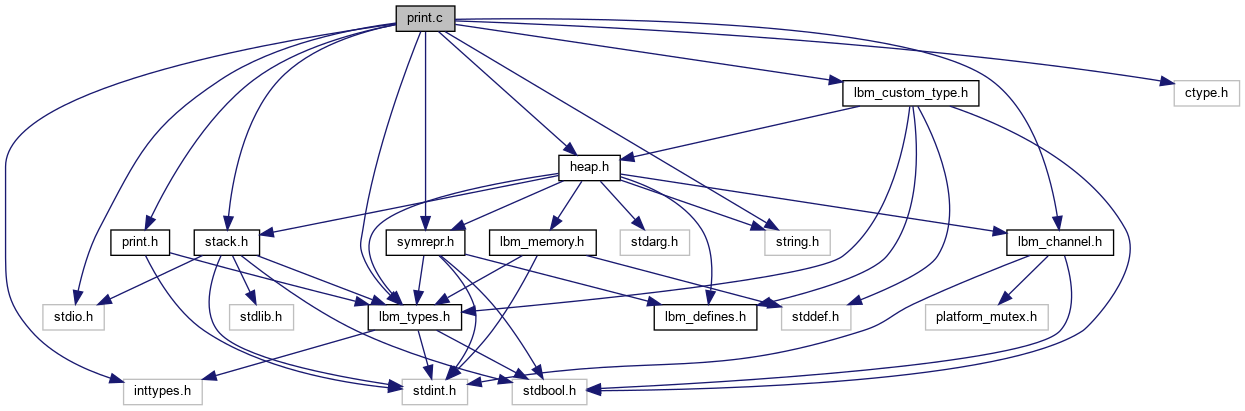 print.c
lbm_custom_type.h
ctype.h
heap.h
print.h
stack.h
symrepr.h
lbm_memory.h
stdarg.h
string.h
lbm_channel.h
stdio.h
stdlib.h
lbm_types.h
lbm_defines.h
stddef.h
platform_mutex.h
inttypes.h
stdint.h
stdbool.h